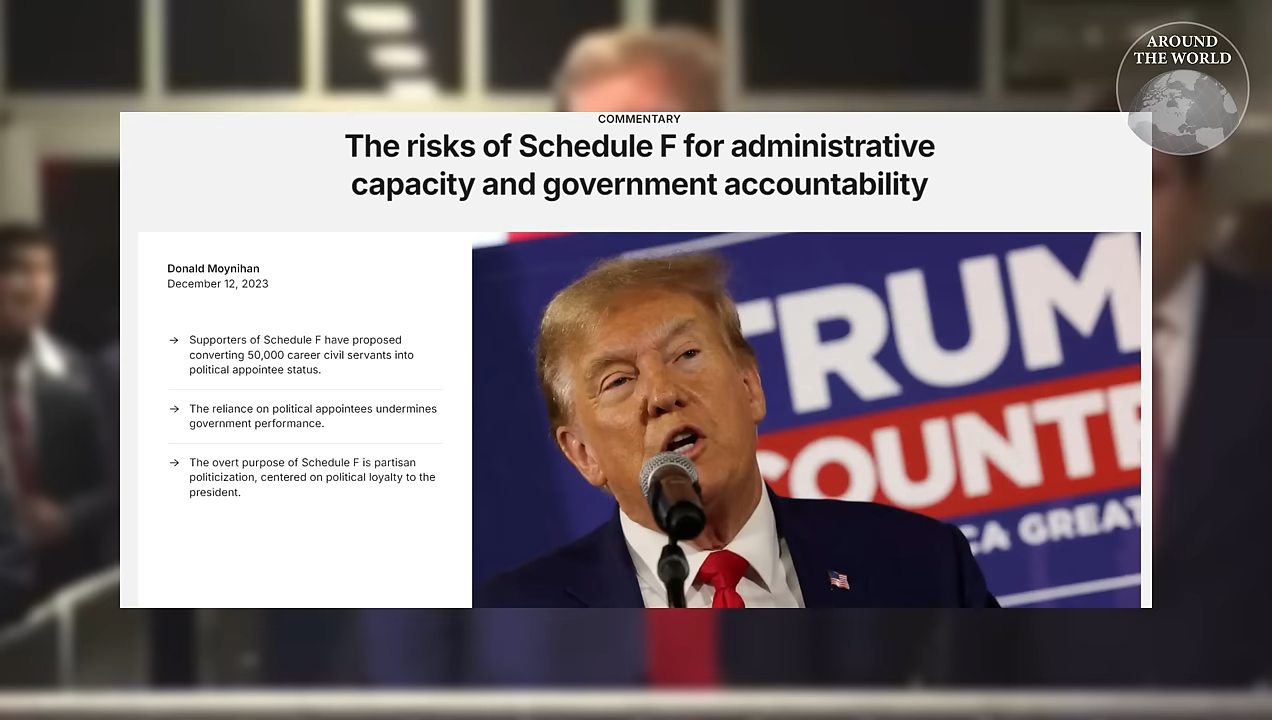 AROUND
THE WORLD
COMMENTARY
The risks of Schedule F for administrative
capacity and government accountability
Donald Moynihan
December 12, 2023
→ Supporters of Schedule F have proposed
converting 50,000 career civil servants into
political appointee status.
→ The reliance on political appointees undermines
government performance.
→ The overt purpose of Schedule F is partisan
politicization, centered on political loyalty to the
president.
TRUM
COUNTE
CA GREAT